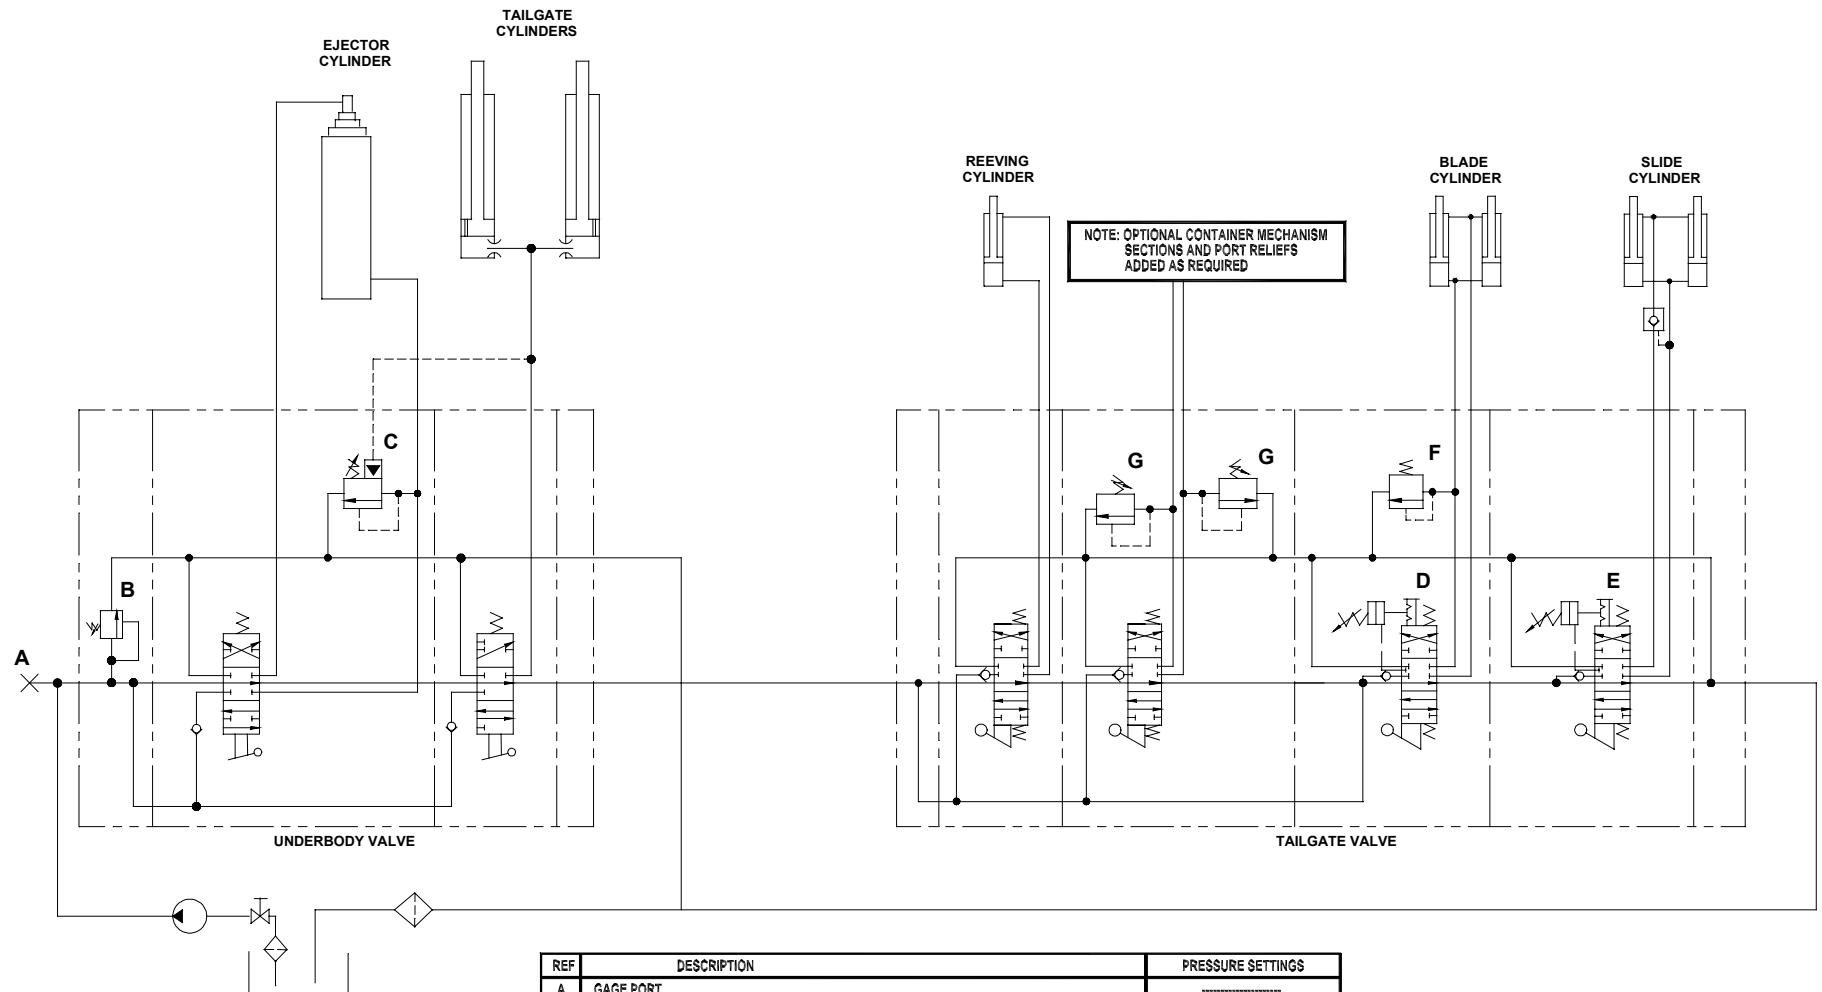 TAILGATE
CYLINDERS
EJECTOR
CYLINDER
REEVING
CYLINDER
BLADE
CYLINDER
SLIDE
CYLINDER
NOTE: OPTIONAL CONTAINER MECHANISM
SECTIONS AND PORT RELIEFS
ADDED AS REQUIRED
C
G
G
F
B
D
E
A
UNDERBODY VALVE
TAILGATE VALVE
REF DESCRIPTION PRESSURE SETTINGS
A GAGE PORT --------------------